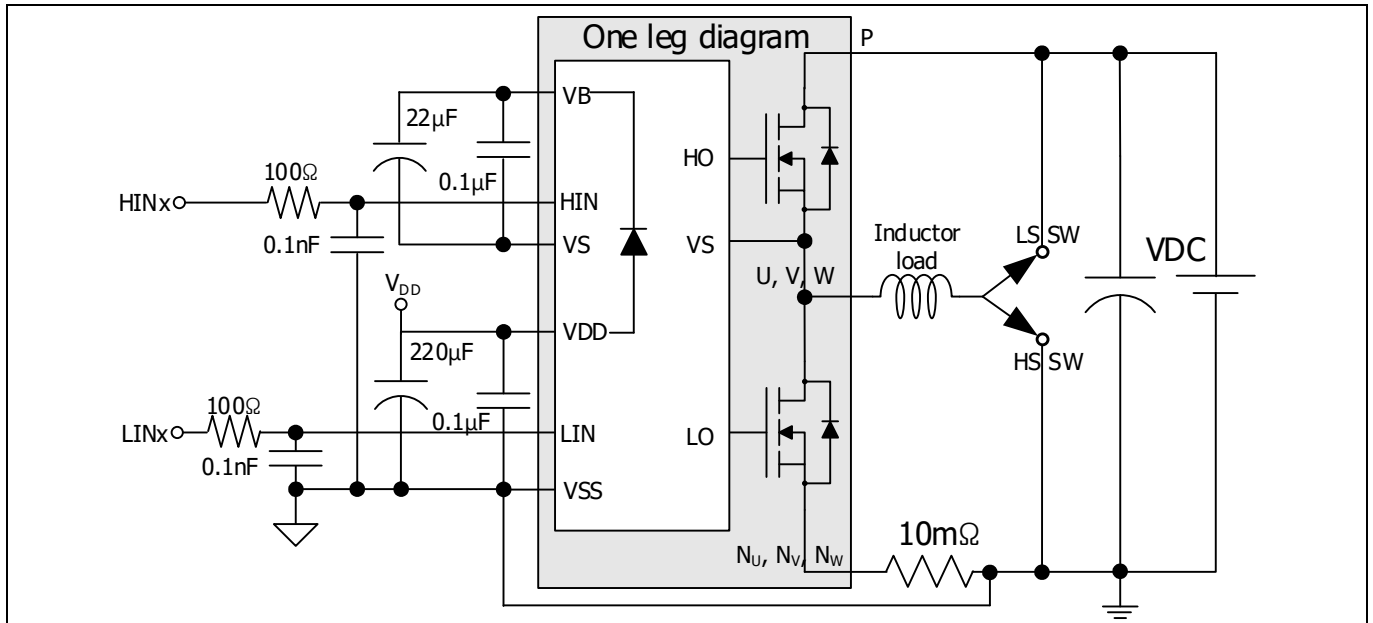 One leg diagram
P
VB
22μF
HO
100Ω
0.1μF
HINx
HIN
0.1nF
VS
VS
Inductor
load
LS SW
VDC
U, V, W
VDD
VDD
220μF
HS SW
100Ω
0.1μF
LINx
LIN
LO
0.1nF
VSS
10mΩ
NU, NV, NW